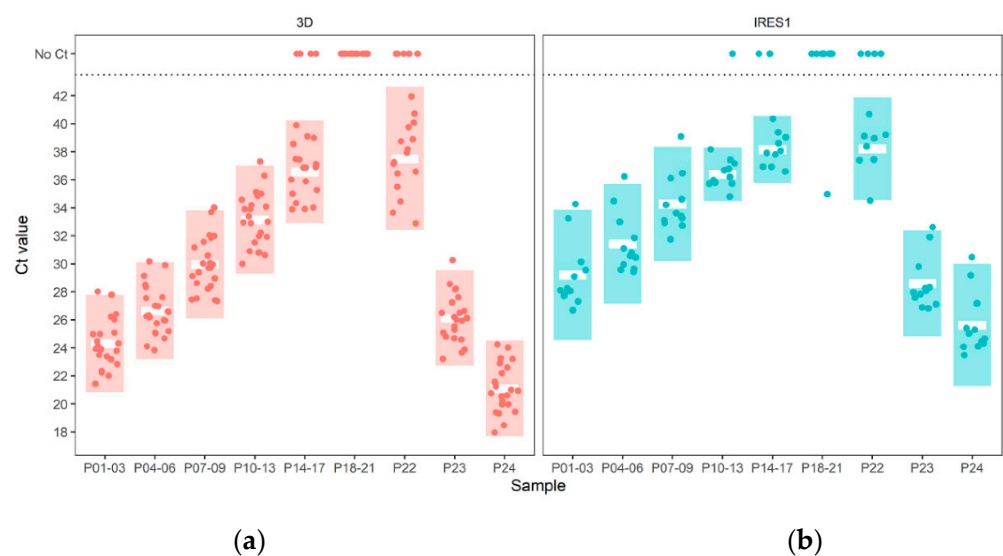 3D
IRES1
No Ct
42
40
38
36
34
32
30
28
26
24
22
20
18
Ct value
P01-03 P04-06 P07-09 P10-13 P14-17 P18-21 P22 P23 P24
P01-03 P04-06 P07-09 P10-13 P14-17 P18-21 P22 P23 P24
Sample
(a)
(b)